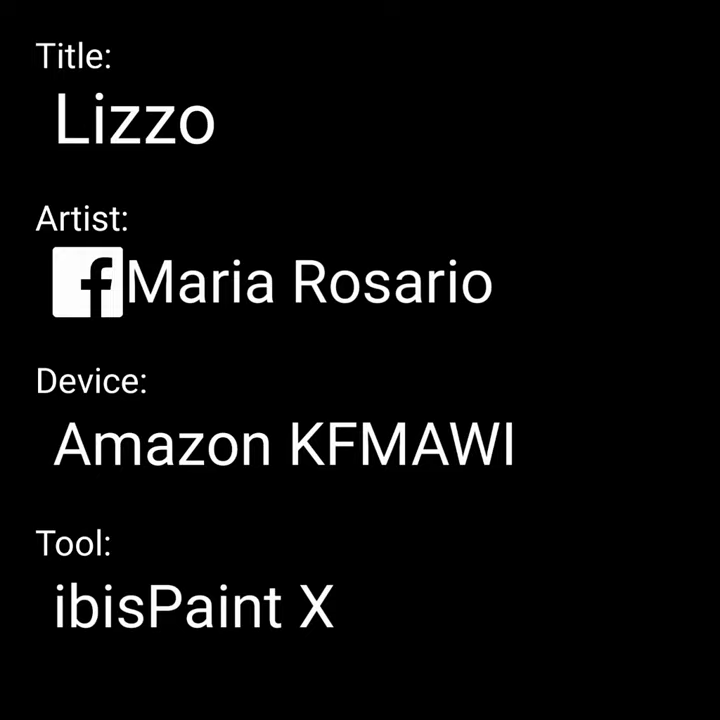 Title:
Lizzo
Artist:
Maria Rosario
Device:
Amazon KFMAWI
Tool:
ibisPaint X